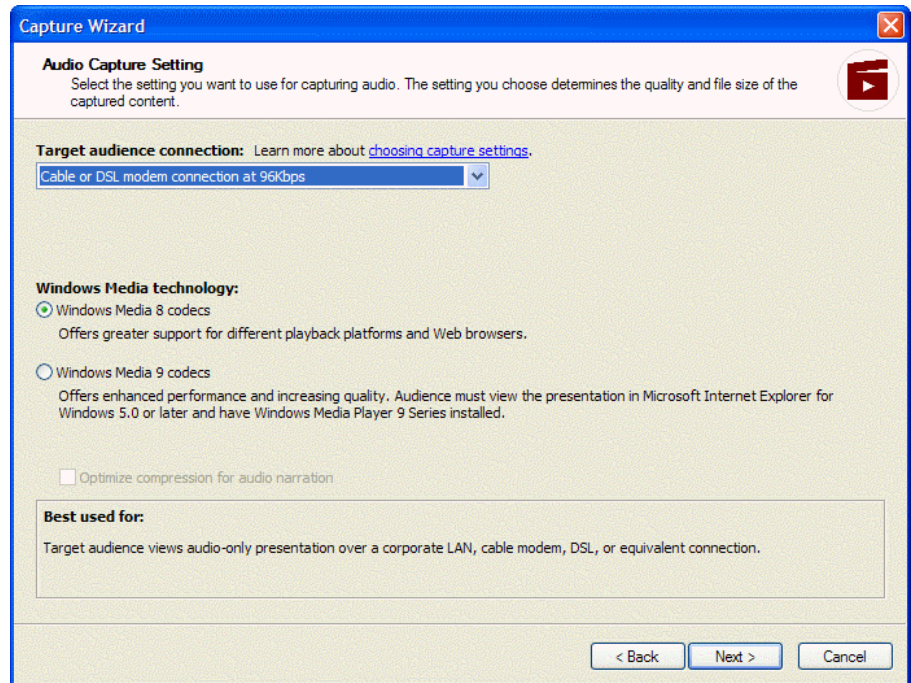 Capture Wizard
Audio Capture Setting
Select the setting you want to use for capturing audio. The setting you choose determines the quality and file size of the
captured content.
Target audience connection: Learn more about choosing capture settings.
Cable or DSL modem connection at 96Kbps
Windows Media technology:
Windows Media 8 codecs
Offers greater support for different playback platforms and Web browsers.
Windows Media 9 codecs
Offers enhanced performance and increasing quality. Audience must view the presentation in Microsoft Internet Explorer for
Windows 5.0 or later and have Windows Media Player 9 Series installed.
Optimize compression for audio narration
Best used for:
Target audience views audio-only presentation over a corporate LAN, cable modem, DSL, or equivalent connection.
< Back Next > Cancel